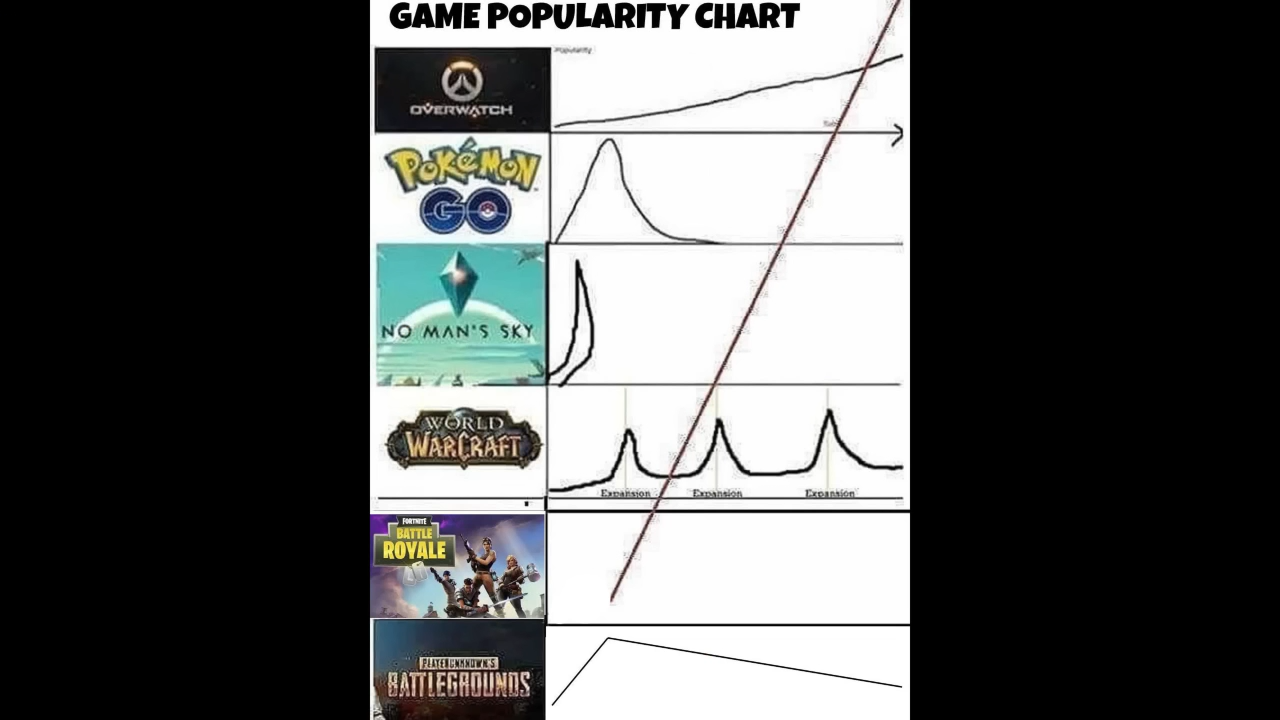 GAME POPULARITY CHART
Popularity
OVERWATCH
POKéMON
GO
NO MAN'S SKY
WORLD
WARCRAFT
Expansion Expansion Expansion
FORTNITE
BATTLE
ROYALE
PLAYERUNKNOWN'S
BATTLEGROUNDS